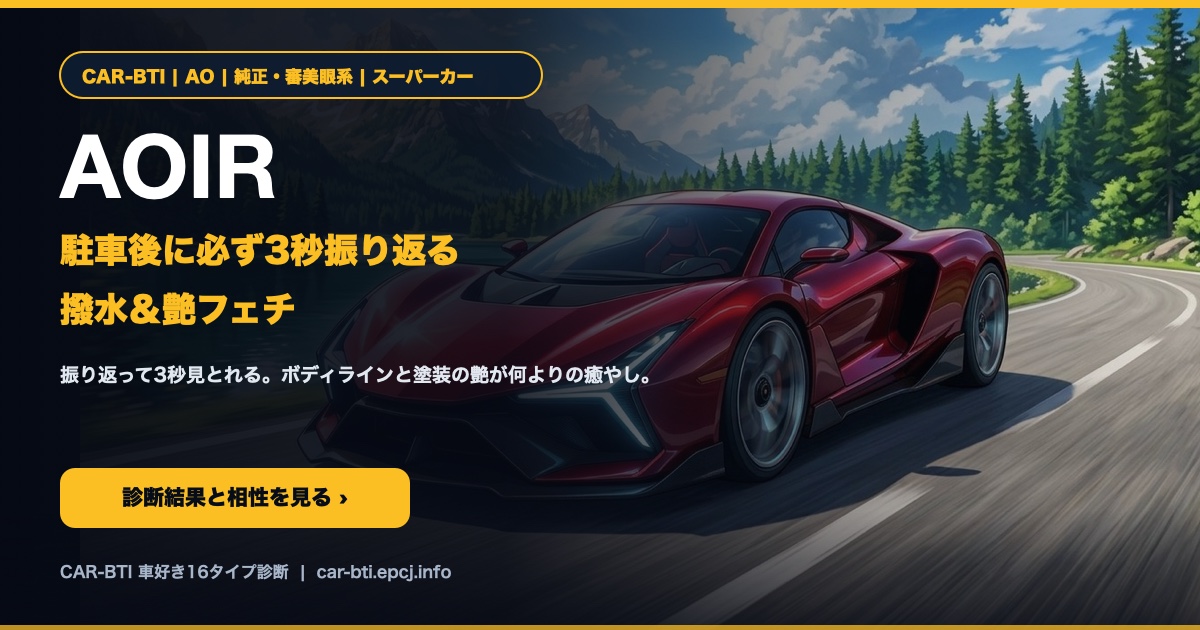 CAR-BTI | AO | 純正・審美眼系 | スーパーカー
AOIR
駐車後に必ず3秒振り返る
撥水&艶フェチ
振り返って3秒見とれる。ボディラインと塗装の艶が何よりの癒やし。
診断結果と相性を見る ›
CAR-BTI 車好き16タイプ診断 | car-bti.epcj.info